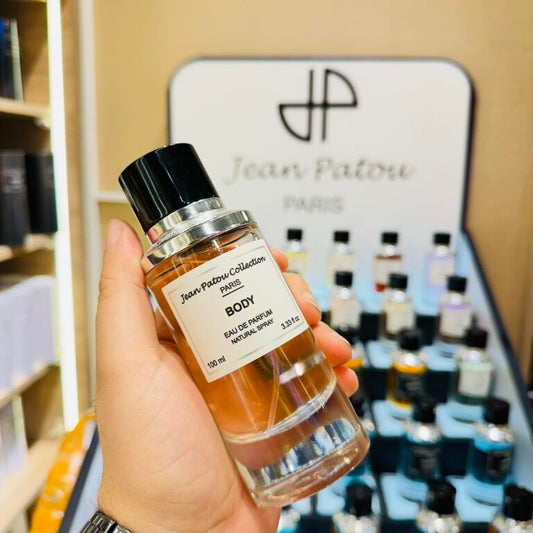 JP
Jean Patou
PARIS
Jean Patou Collection
PARIS
BODY
EAU DE PARFUM
NATURAL SPRAY
100 ml 3.33 fl oz